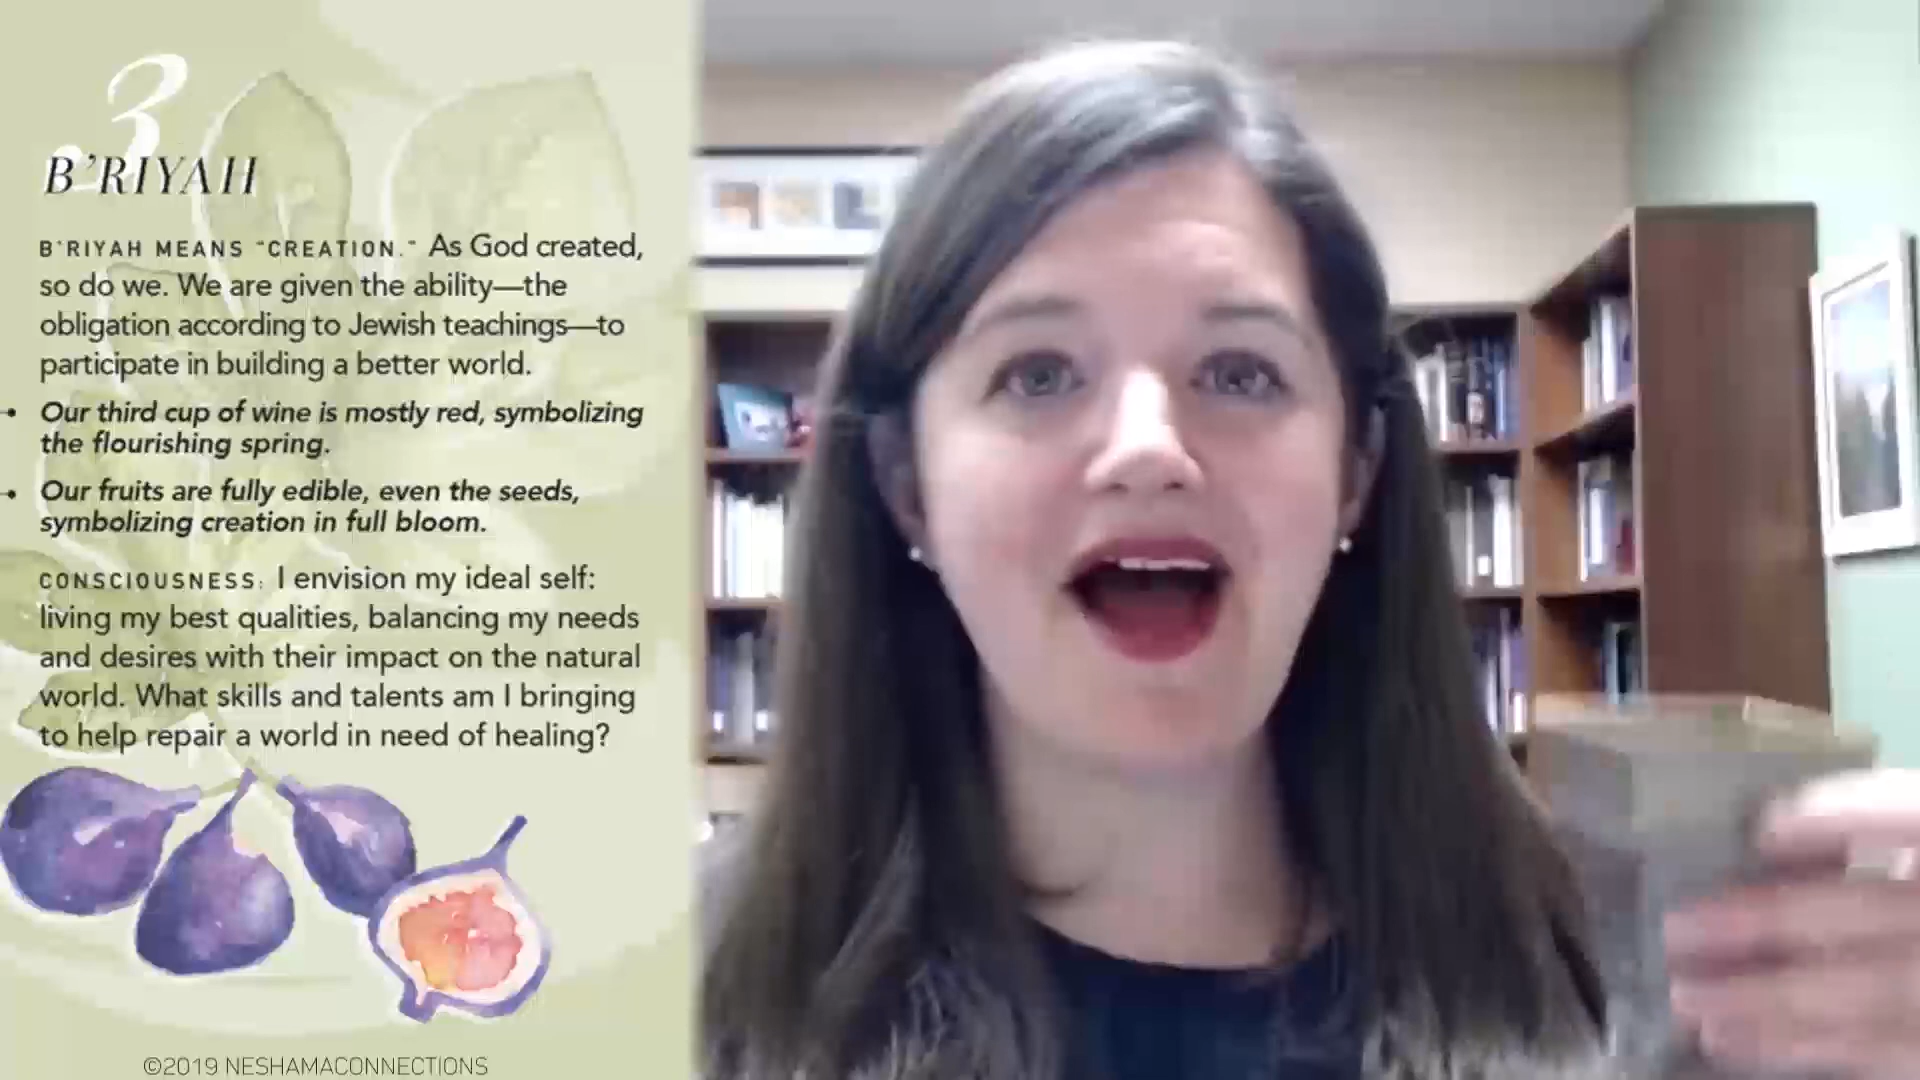 3
B'RIYAH
B'RIYAH MEANS "CREATION." As God created,
so do we. We are given the ability—the
obligation according to Jewish teachings—to
participate in building a better world.
• Our third cup of wine is mostly red, symbolizing
the flourishing spring.
• Our fruits are fully edible, even the seeds,
symbolizing creation in full bloom.
CONSCIOUSNESS: I envision my ideal self:
living my best qualities, balancing my needs
and desires with their impact on the natural
world. What skills and talents am I bringing
to help repair a world in need of healing?
©2019 NESHAMACONNECTIONS